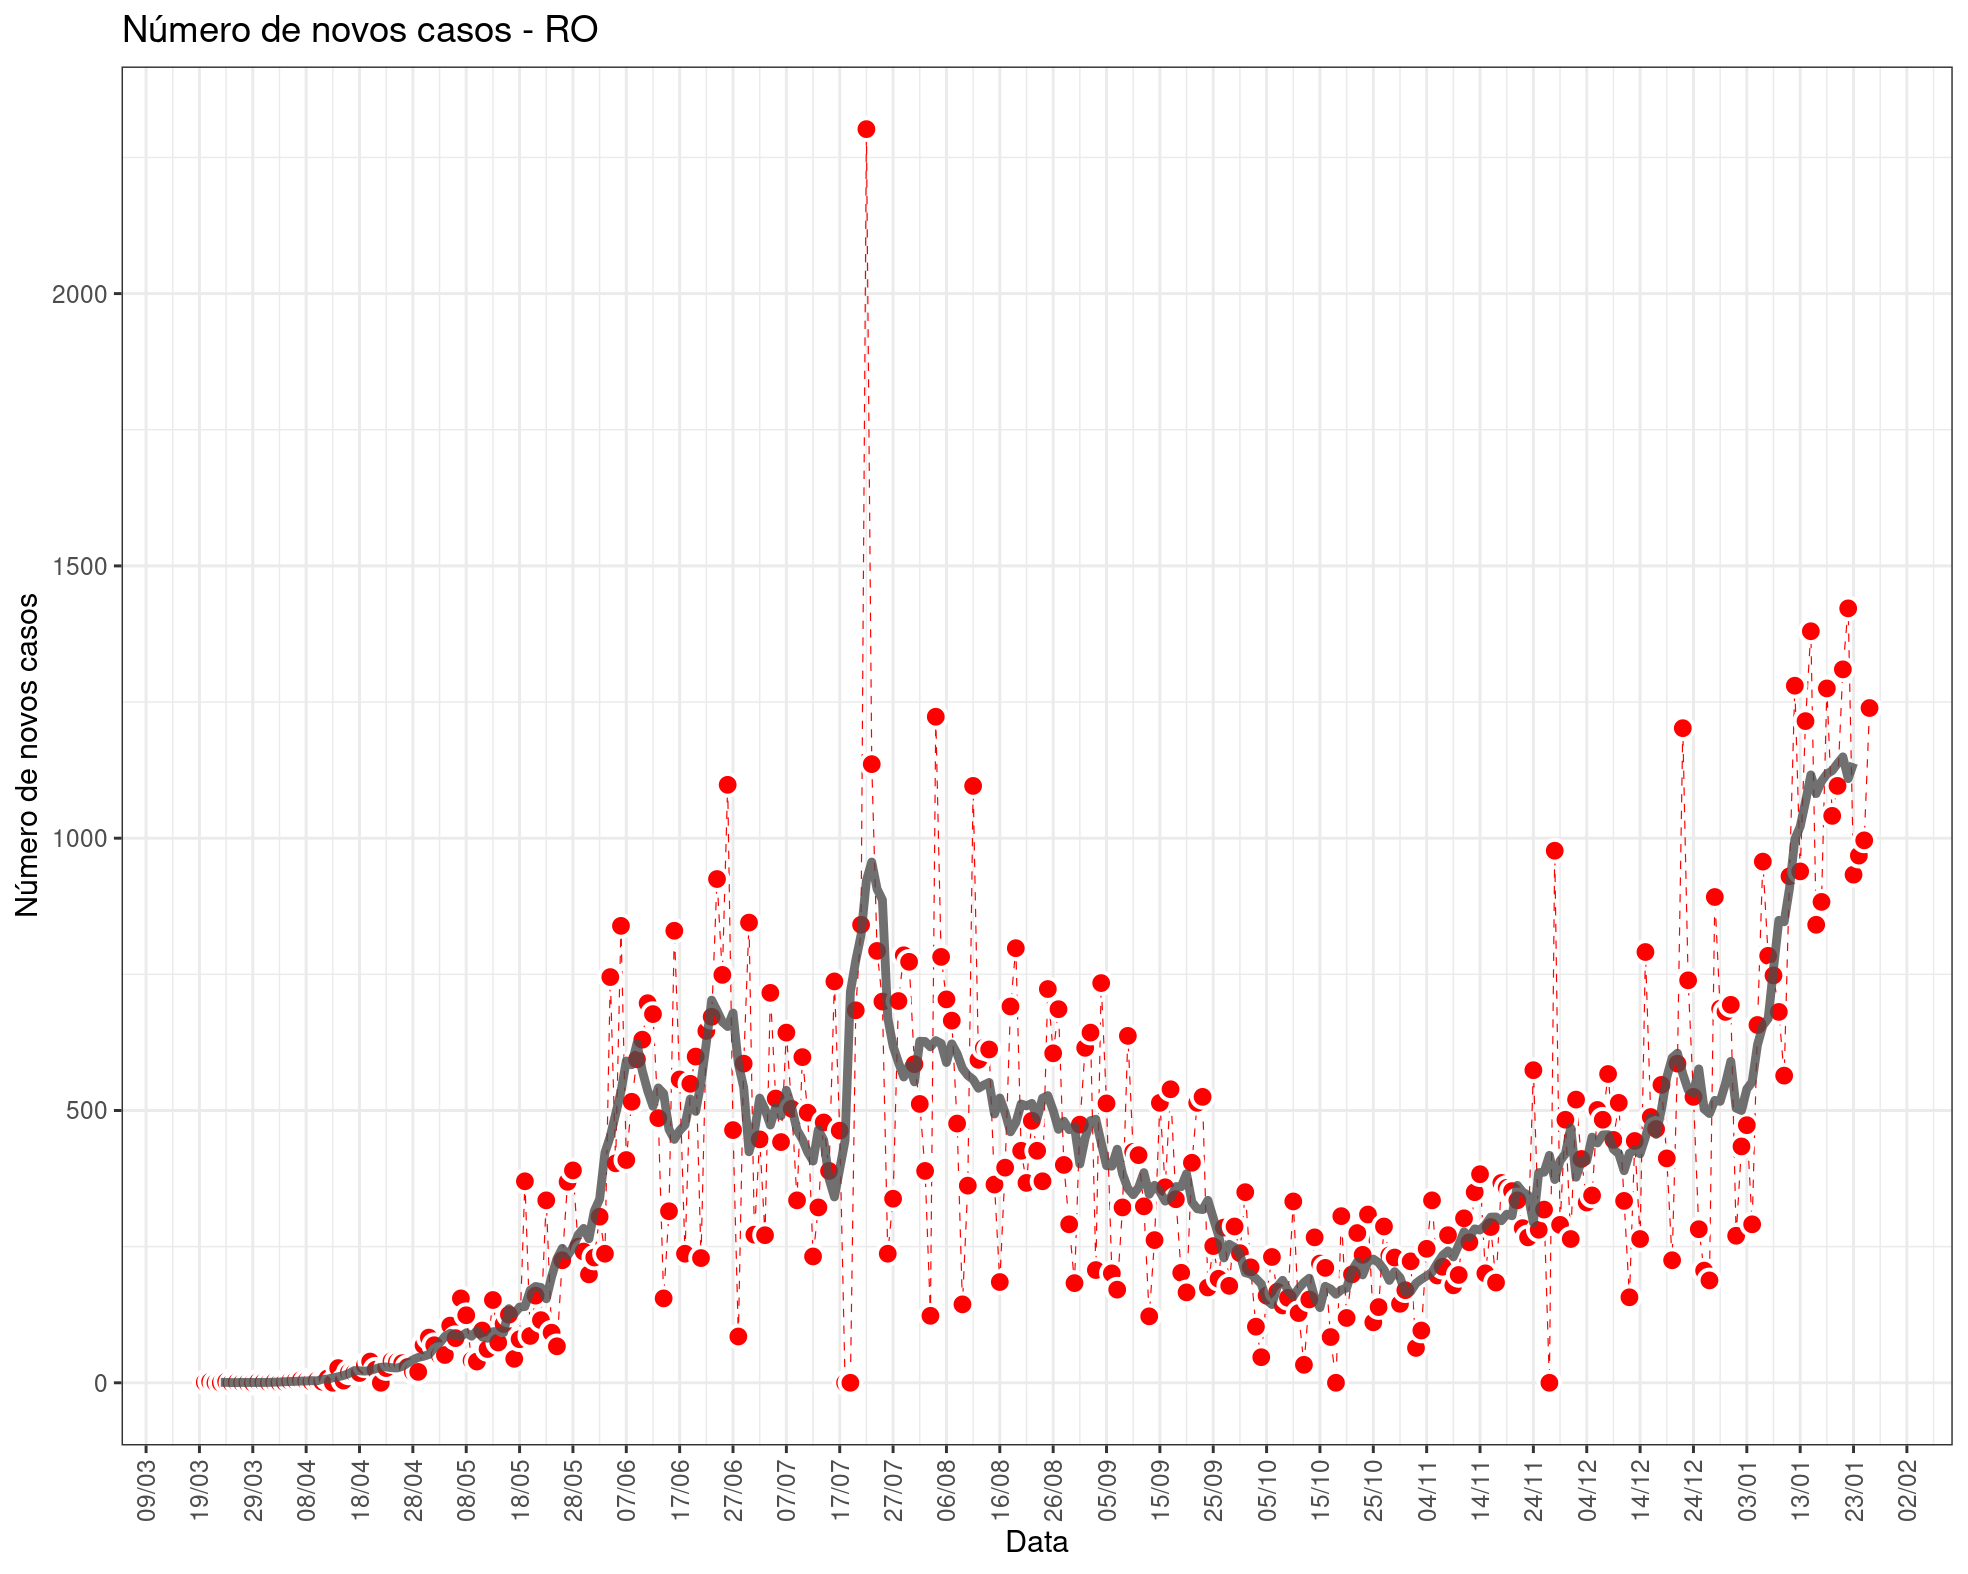 Número de novos casos - RO
Número de novos casos
2000
1500
1000
500
0
09/03 19/03 29/03 08/04 18/04 28/04 08/05 18/05 28/05 07/06 17/06 27/06 07/07 17/07 27/07 06/08 16/08 26/08 05/09 15/09 25/09 05/10 15/10 25/10 04/11 14/11 24/11 04/12 14/12 24/12 03/01 13/01 23/01 02/02
Data